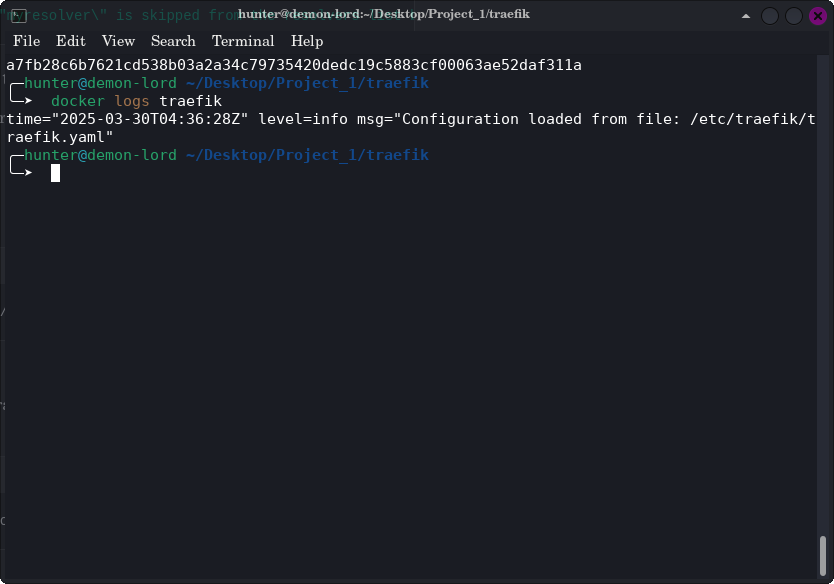 myresolver\" is skipped from
hunter@demon-lord:~/Desktop/Project_1/traefik
File Edit View Search Terminal Help
a7fb28c6b7621cd538b03a2a34c79735420dedc19c5883cf00063ae52daf311a
hunter@demon-lord ~/Desktop/Project_1/traefik
docker logs traefik
time="2025-03-30T04:36:28Z" level=info msg="Configuration loaded from file: /etc/traefik/t
raefik.yaml"
hunter@demon-lord ~/Desktop/Project_1/traefik